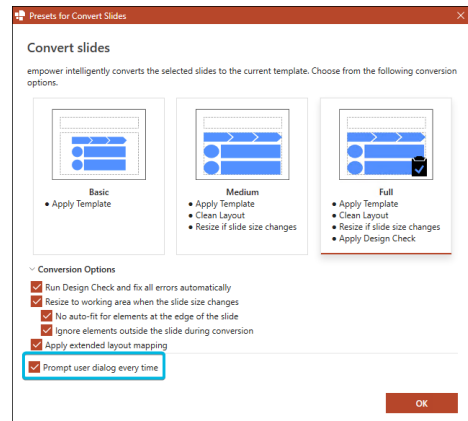 Presets for Convert Slides
Convert slides
empower intelligently converts the selected slides to the current template. Choose from the following conversion
options.
Basic
• Apply Template
Medium
• Apply Template
• Clean Layout
• Resize if slide size changes
Full
• Apply Template
• Clean Layout
• Resize if slide size changes
• Apply Design Check
Conversion Options
Run Design Check and fix all errors automatically
Resize to working area when the slide size changes
No auto-fit for elements at the edge of the slide
Ignore elements outside the slide during conversion
Apply extended layout mapping
Prompt user dialog every time
OK